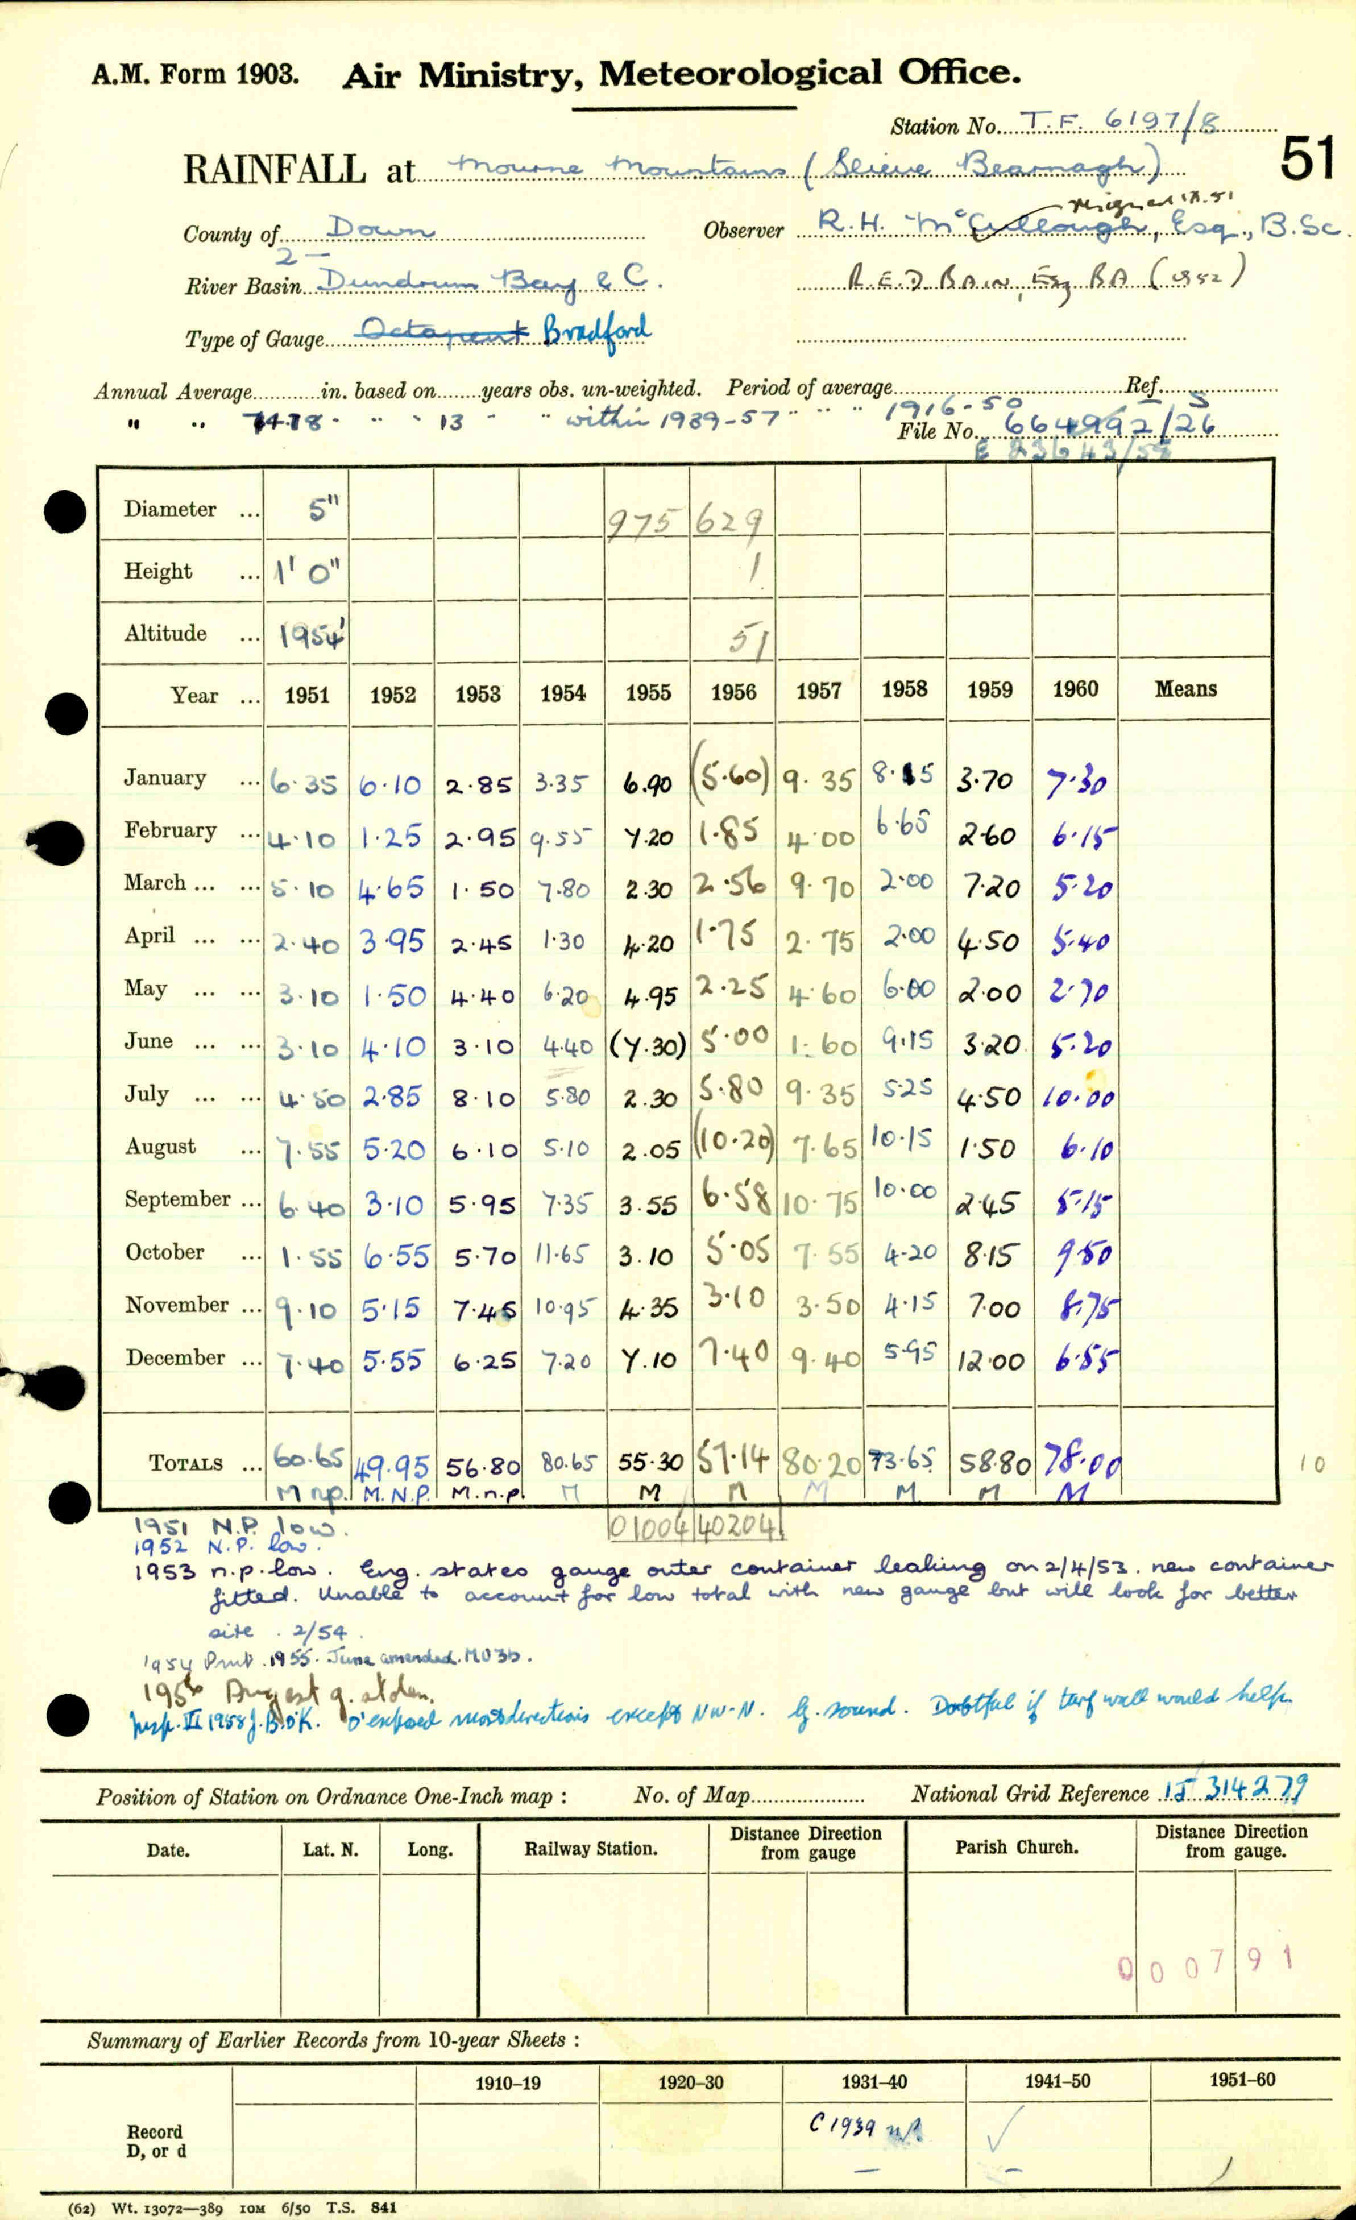 A.M. Form 1903. Air Ministry, Meteorological Office.
Station No. T.F. 6197/8
51
RAINFALL at Mourne Mountains (Slieve Bearnagh)
resigned
County of Down
Observer R.H. McCullough, Esq., B.Sc.
2 -
River Basin Dundrum Bay & C.
R.E.D. BAIN, Esq BA (1952)
Type of Gauge Octapent Bradford
Annual Average in. based on years obs. un-weighted. Period of average Ref.
" " 13 " " within 1939-57 " " " 1916-50 S
File No. 664992/26
E 83643/58
Diameter ... 5" 975 629
Height ... 1' 0" 1
Altitude ... 1954' 51
Year ... 1951 1952 1953 1954 1955 1956 1957 1958 1959 1960 Means
January ... 6.35 6.10 2.85 3.35 6.90 (5.60) 9.35 8.15 3.70 7.30
February ... 4.10 1.25 2.95 9.55 7.20 1.85 4.00 6.65 2.60 6.15
March ... ... 5.10 4.65 1.50 7.80 2.30 2.56 9.70 2.00 7.20 5.20
April ... ... 2.40 3.95 2.45 1.30 4.20 1.75 2.75 2.00 4.50 5.40
May ... ... 3.10 1.50 4.40 6.20 4.95 2.25 4.60 6.00 2.00 2.70
June ... ... 3.10 4.10 3.10 4.40 (7.30) 5.00 1.60 9.15 3.20 5.20
July ... ... 4.50 2.85 8.10 5.80 2.30 5.80 9.35 5.25 4.50 10.00
August ... 7.55 5.20 6.10 5.10 2.05 (10.20) 7.65 10.15 1.50 6.10
September ... 6.40 3.10 5.95 7.35 3.55 6.58 10.75 10.00 2.45 5.15
October ... 1.55 6.55 5.70 11.65 3.10 5.05 7.55 4.20 8.15 9.50
November ... 9.10 5.15 7.45 10.95 4.35 3.10 3.50 4.15 7.00 8.75
December ... 7.40 5.55 6.25 7.20 7.10 7.40 9.40 5.95 12.00 6.55
TOTALS ... 60.65 49.95 56.80 80.65 55.30 57.14 80.20 73.65 58.80 78.00 10
M np. M.N.P. M.n.p. M M M M M M M
01004 40204
1951 N.P. low.
1952 N.P. low.
1953 n.p. low. Eng. states gauge outer container leaking on 2/4/53. new container
fitted. Unable to account for low total with new gauge but will look for better
site. 2/54.
1954 Print. 1955. June amended. M03b.
1956 August g. stolen.
Insp. VII 1958 J.B.O'K. O'exposed most directions except NW-N. G. sound. Doubtful if turf wall would help.
Position of Station on Ordnance One-Inch map : No. of Map National Grid Reference IJ 314279
Date. Lat. N. Long. Railway Station. Distance Direction from gauge Parish Church. Distance Direction from gauge.
000791
Summary of Earlier Records from 10-year Sheets :
1910–19 1920–30 1931–40 1941–50 1951–60
Record
D, or d
C 1939
(62) Wt. 13072—389 10M 6/50 T.S. 841